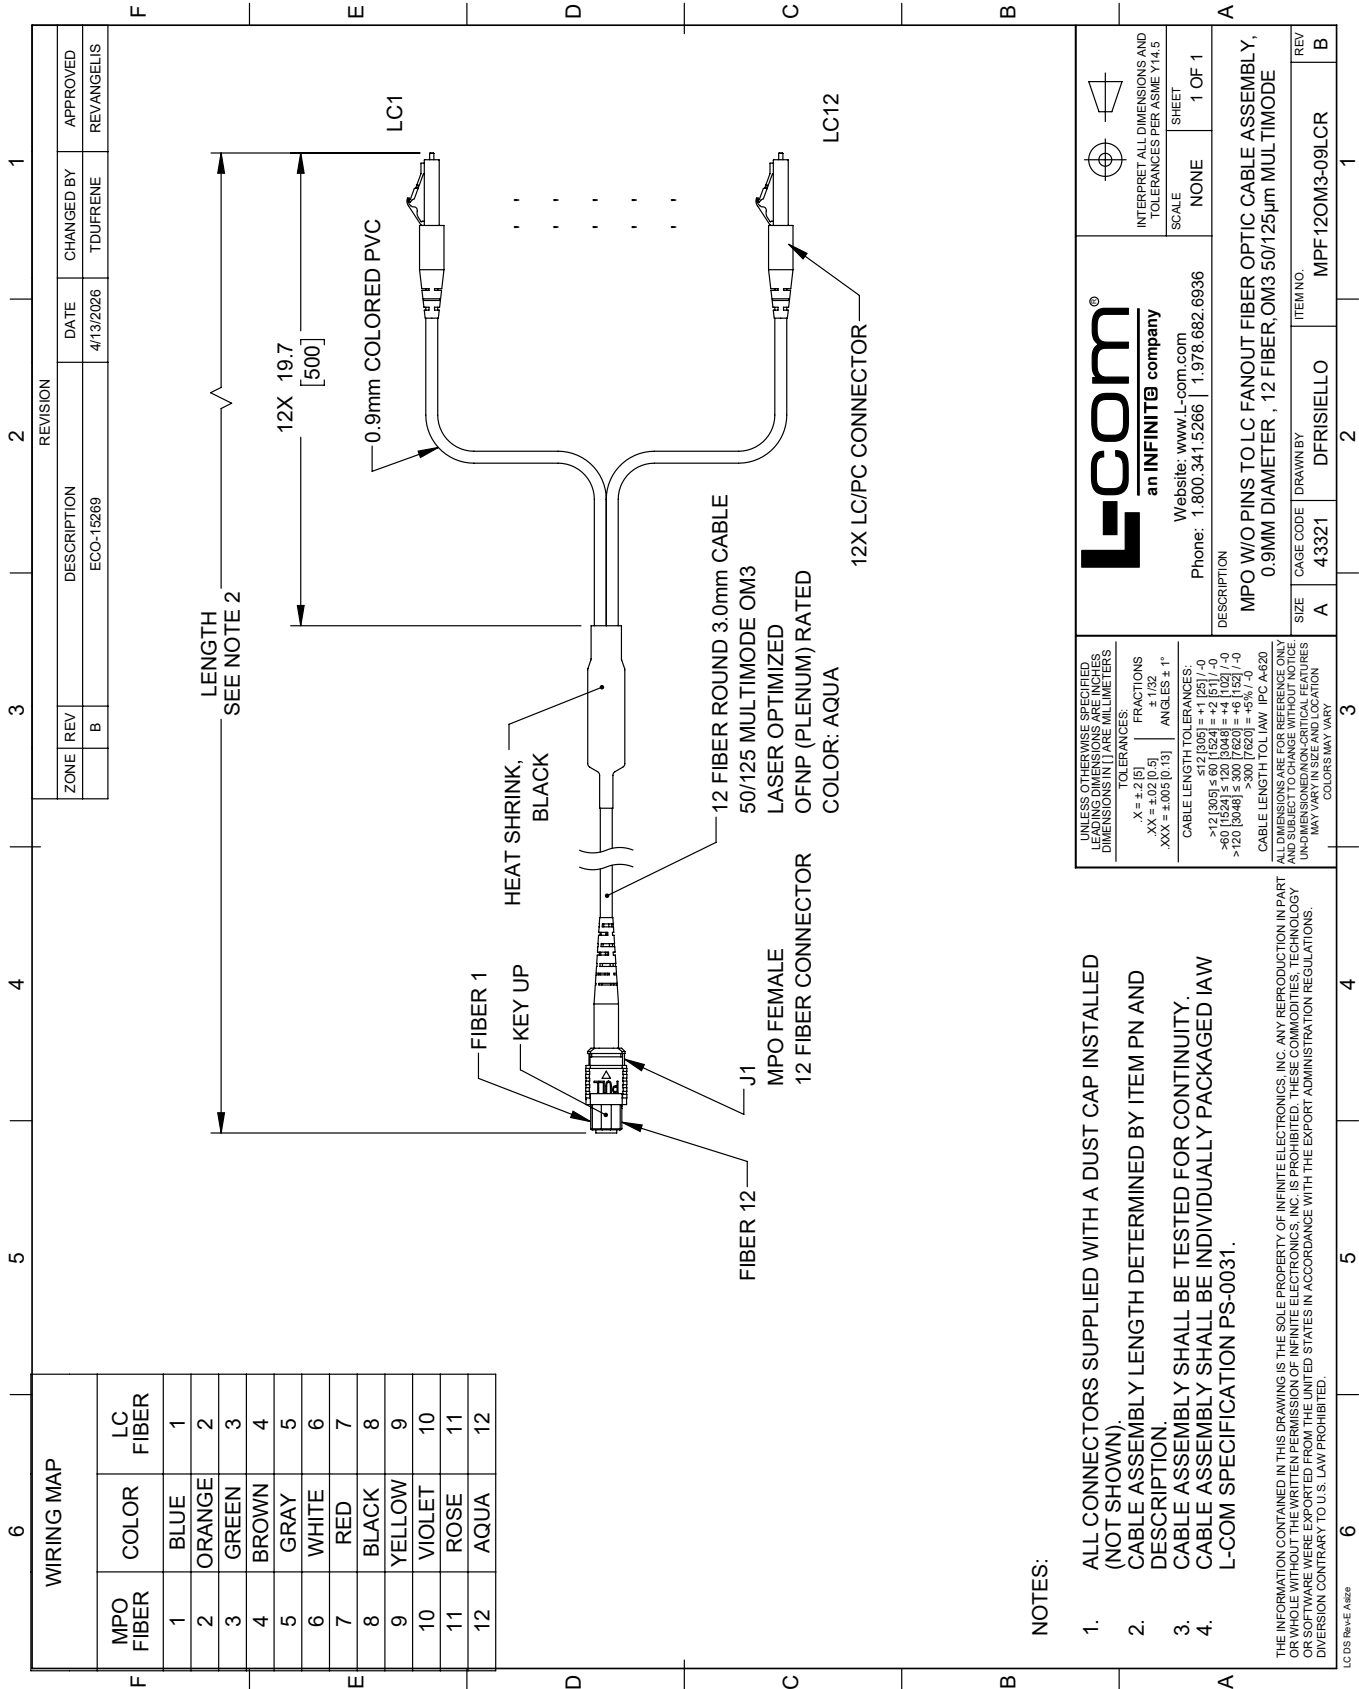 6
5
4
3
2
1
F
E
D
C
B
A
WIRING MAP
MPO FIBER COLOR LC FIBER
1 BLUE 1
2 ORANGE 2
3 GREEN 3
4 BROWN 4
5 GRAY 5
6 WHITE 6
7 RED 7
8 BLACK 8
9 YELLOW 9
10 VIOLET 10
11 ROSE 11
12 AQUA 12
REVISION
ZONE REV DESCRIPTION DATE CHANGED BY APPROVED
B ECO-15269 4/13/2026 TDUFRENE REVANGELIS
LENGTH
SEE NOTE 2
12X 19.7
[500]
0.9mm COLORED PVC
LC1
LC12
12X LC/PC CONNECTOR
HEAT SHRINK,
BLACK
FIBER 1
KEY UP
PULL
FIBER 12
J1
MPO FEMALE
12 FIBER CONNECTOR
12 FIBER ROUND 3.0mm CABLE
50/125 MULTIMODE OM3
LASER OPTIMIZED
OFNP (PLENUM) RATED
COLOR: AQUA
NOTES:
1. ALL CONNECTORS SUPPLIED WITH A DUST CAP INSTALLED
(NOT SHOWN).
2. CABLE ASSEMBLY LENGTH DETERMINED BY ITEM PN AND
DESCRIPTION.
3. CABLE ASSEMBLY SHALL BE TESTED FOR CONTINUITY.
4. CABLE ASSEMBLY SHALL BE INDIVIDUALLY PACKAGED IAW
L-COM SPECIFICATION PS-0031.
THE INFORMATION CONTAINED IN THIS DRAWING IS THE SOLE PROPERTY OF INFINITE ELECTRONICS, INC. ANY REPRODUCTION IN PART
OR WHOLE WITHOUT THE WRITTEN PERMISSION OF INFINITE ELECTRONICS, INC. IS PROHIBITED. THESE COMMODITIES, TECHNOLOGY
OR SOFTWARE WERE EXPORTED FROM THE UNITED STATES IN ACCORDANCE WITH THE EXPORT ADMINISTRATION REGULATIONS.
DIVERSION CONTRARY TO U.S. LAW PROHIBITED.
UNLESS OTHERWISE SPECIFIED
LEADING DIMENSIONS ARE INCHES
DIMENSIONS IN [ ] ARE MILLIMETERS
TOLERANCES:
.X = ±.2 [5] FRACTIONS
.XX = ±.02 [0.5] ± 1/32
.XXX = ±.005 [0.13] ANGLES ± 1°
CABLE LENGTH TOLERANCES:
≤12 [305] = +1 [25] / -0
>12 [305] ≤ 60 [1524] = +2 [51] / -0
>60 [1524] ≤ 120 [3048] = +4 [102] / -0
>120 [3048] ≤ 300 [7620] = +6 [152] / -0
>300 [7620] = +5% / -0
CABLE LENGTH TOL IAW IPC A-620
ALL DIMENSIONS ARE FOR REFERENCE ONLY
AND SUBJECT TO CHANGE WITHOUT NOTICE.
UN-DIMENSIONED/NON-CRITICAL FEATURES
MAY VARY IN SIZE AND LOCATION
COLORS MAY VARY
L-com®
an INFINITE company
Website: www.L-com.com
Phone: 1.800.341.5266 | 1.978.682.6936
INTERPRET ALL DIMENSIONS AND
TOLERANCES PER ASME Y14.5
SCALE NONE
SHEET 1 OF 1
DESCRIPTION
MPO W/O PINS TO LC FANOUT FIBER OPTIC CABLE ASSEMBLY,
0.9MM DIAMETER , 12 FIBER,OM3 50/125µm MULTIMODE
SIZE A
CAGE CODE 43321
DRAWN BY DFRISIELLO
ITEM NO. MPF12OM3-09LCR
REV B
LC DS Rev-E Asize
6
5
4
3
2
1
F
E
D
C
B
A